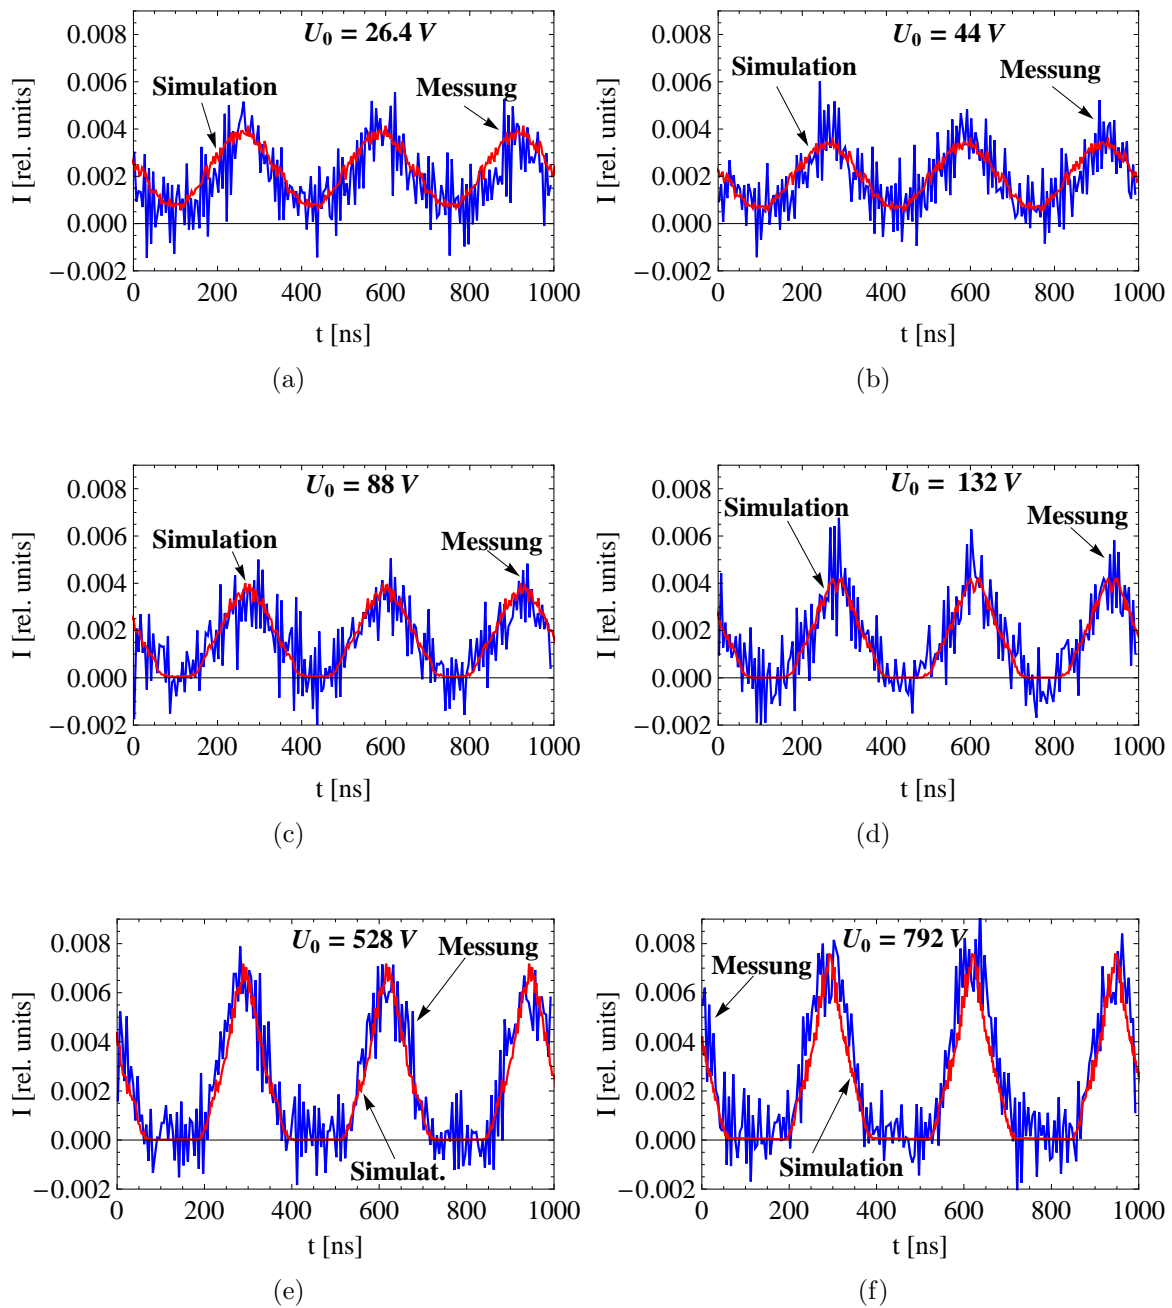 U₀ = 26.4 V
Simulation
Messung
I [rel. units]
0.008
0.006
0.004
0.002
0.000
−0.002
0 200 400 600 800 1000
t [ns]
(a)
U₀ = 44 V
Simulation
Messung
I [rel. units]
0.008
0.006
0.004
0.002
0.000
−0.002
0 200 400 600 800 1000
t [ns]
(b)
U₀ = 88 V
Simulation
Messung
I [rel. units]
0.008
0.006
0.004
0.002
0.000
−0.002
0 200 400 600 800 1000
t [ns]
(c)
U₀ = 132 V
Simulation
Messung
I [rel. units]
0.008
0.006
0.004
0.002
0.000
−0.002
0 200 400 600 800 1000
t [ns]
(d)
U₀ = 528 V
Messung
Simulat.
I [rel. units]
0.008
0.006
0.004
0.002
0.000
−0.002
0 200 400 600 800 1000
t [ns]
(e)
U₀ = 792 V
Messung
Simulation
I [rel. units]
0.008
0.006
0.004
0.002
0.000
−0.002
0 200 400 600 800 1000
t [ns]
(f)